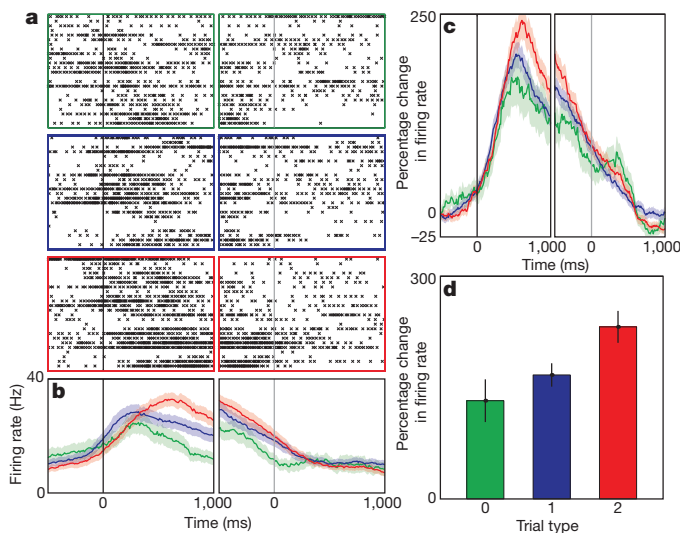 a
b
Firing rate (Hz)
40
0
0
1,000
0
1,000
Time (ms)
c
Percentage change
in firing rate
250
0
–25
0
1,000
0
1,000
Time (ms)
d
Percentage change
in firing rate
300
0
0
1
2
Trial type